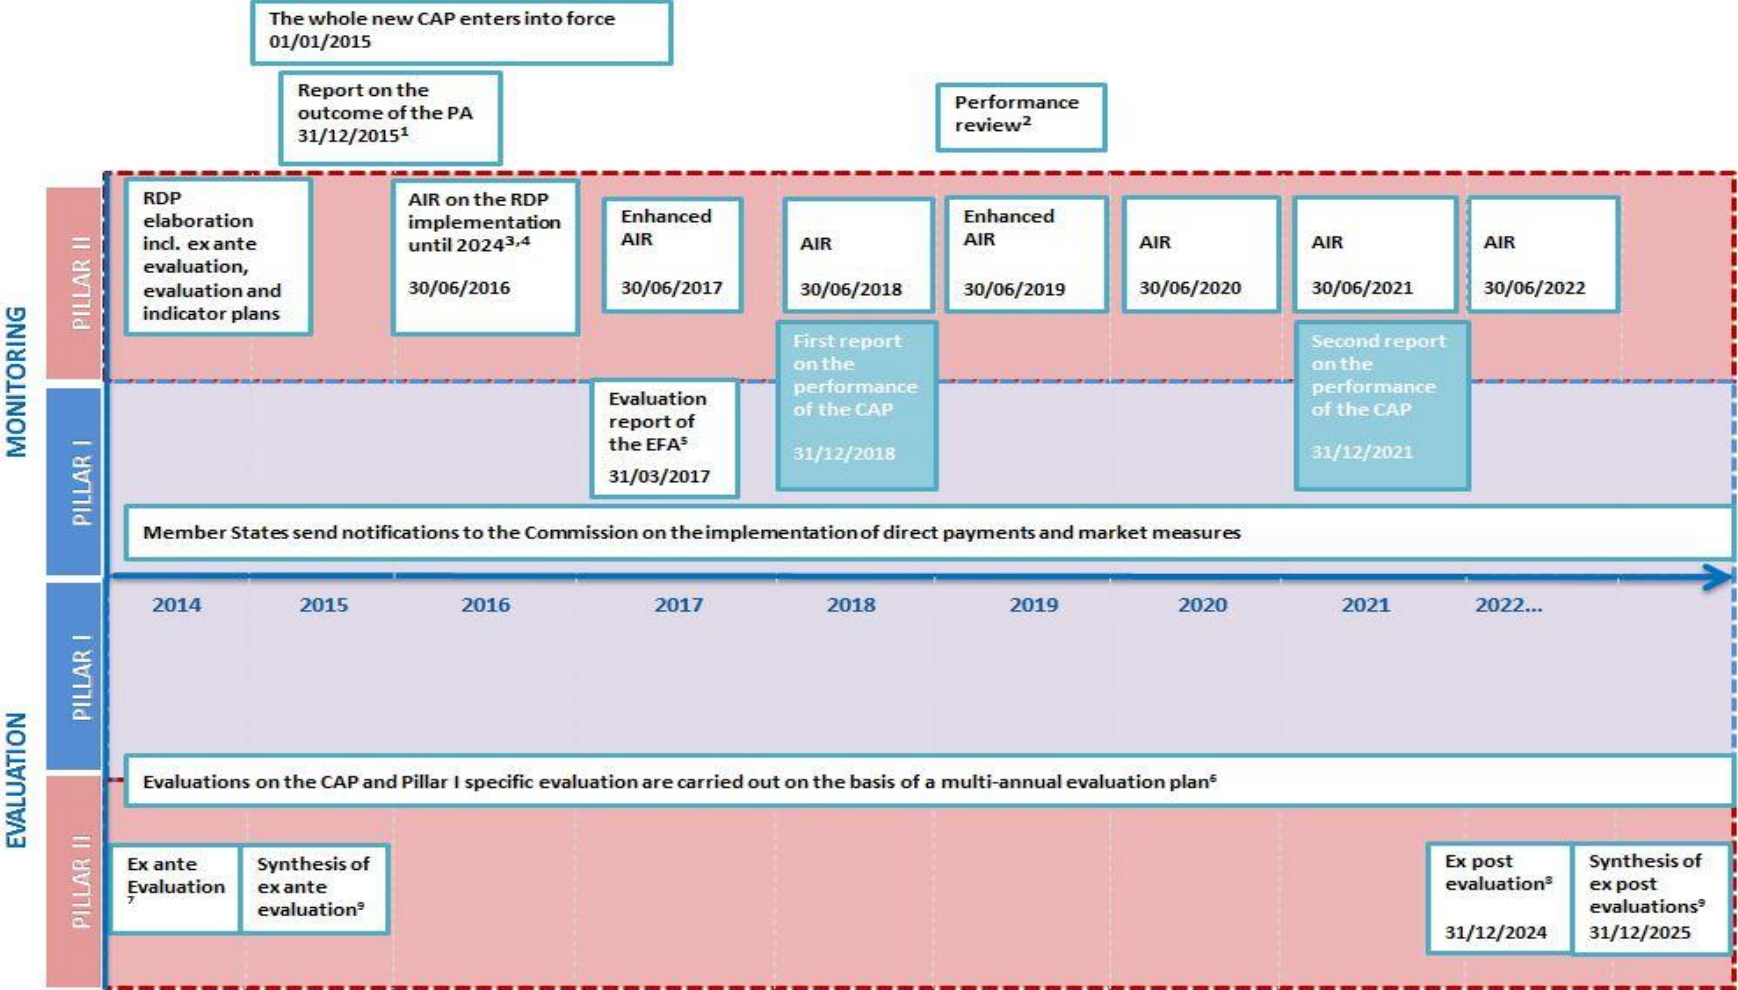 The whole new CAP enters into force
01/01/2015
Report on the
outcome of the PA
31/12/2015¹
Performance
review²
MONITORING
PILLAR II
RDP
elaboration
incl. ex ante
evaluation,
evaluation and
indicator plans
AIR on the RDP
implementation
until 2024³,⁴
30/06/2016
Enhanced
AIR
30/06/2017
AIR
30/06/2018
Enhanced
AIR
30/06/2019
AIR
30/06/2020
AIR
30/06/2021
AIR
30/06/2022
First report
on the
performance
of the CAP
31/12/2018
Second report
on the
performance
of the CAP
31/12/2021
PILLAR I
Evaluation
report of
the EFA⁵
31/03/2017
Member States send notifications to the Commission on the implementation of direct payments and market measures
2014
2015
2016
2017
2018
2019
2020
2021
2022...
EVALUATION
PILLAR I
Evaluations on the CAP and Pillar I specific evaluation are carried out on the basis of a multi-annual evaluation plan⁶
PILLAR II
Ex ante
Evaluation
⁷
Synthesis of
ex ante
evaluation⁹
Ex post
evaluation⁸
31/12/2024
Synthesis of
ex post
evaluations⁹
31/12/2025